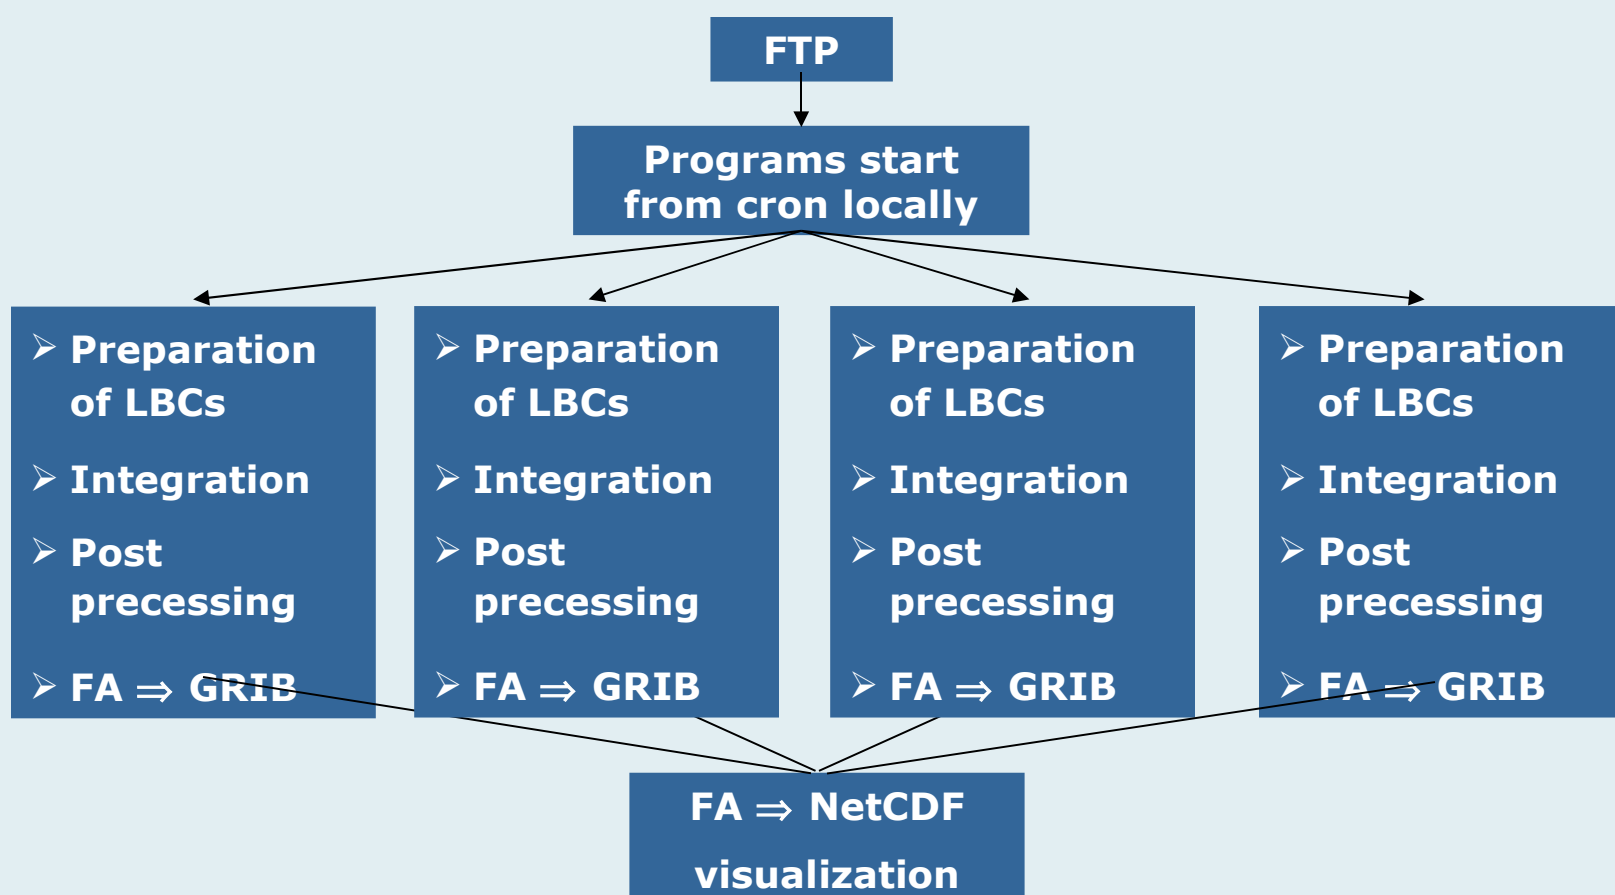 FTP
Programs start
from cron locally
➢ Preparation
of LBCs
➢ Integration
➢ Post
precessing
➢ FA ⇒ GRIB
➢ Preparation
of LBCs
➢ Integration
➢ Post
precessing
➢ FA ⇒ GRIB
➢ Preparation
of LBCs
➢ Integration
➢ Post
precessing
➢ FA ⇒ GRIB
➢ Preparation
of LBCs
➢ Integration
➢ Post
precessing
➢ FA ⇒ GRIB
FA ⇒ NetCDF
visualization